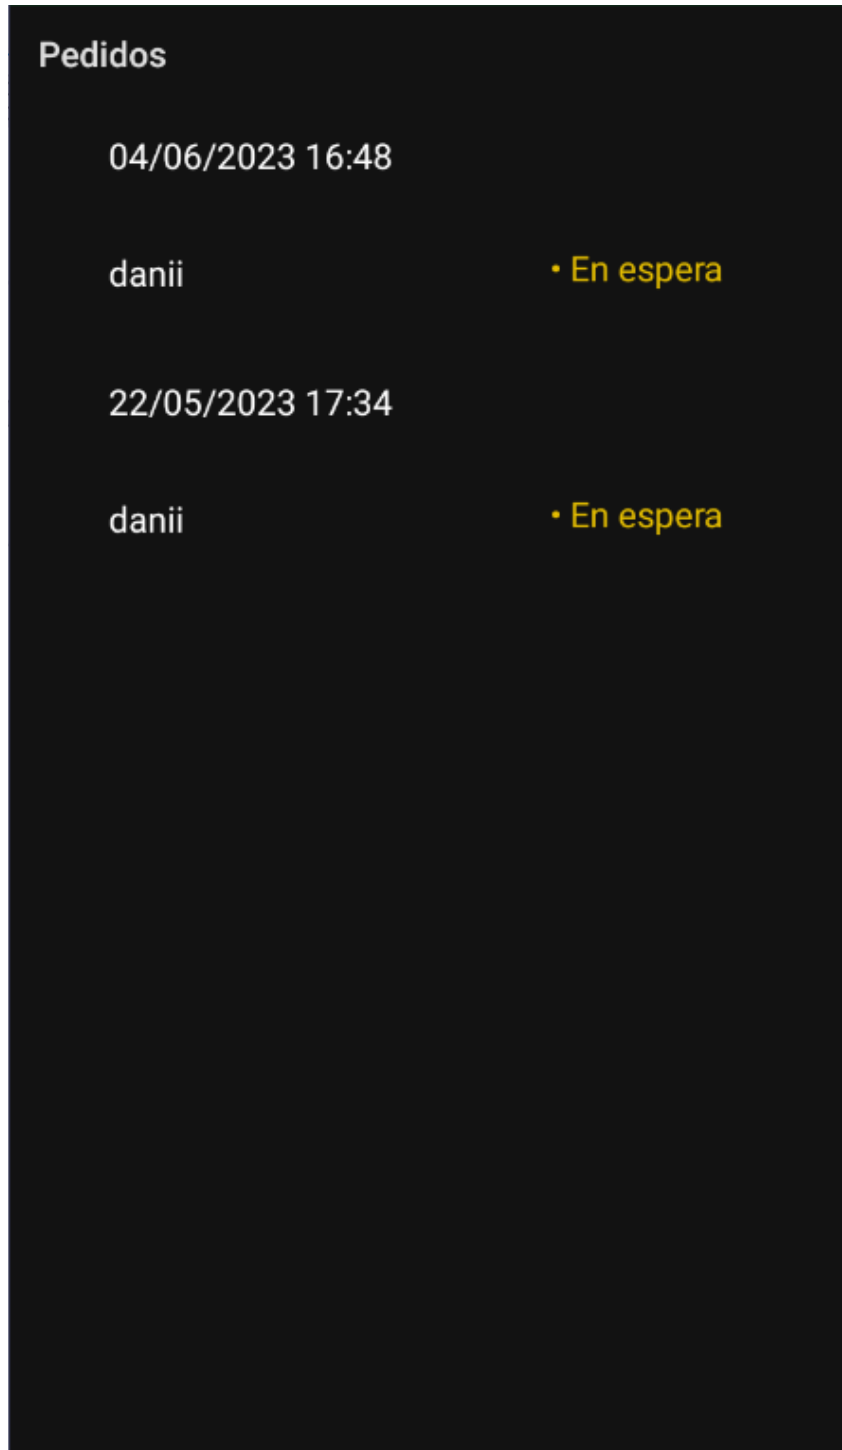 Pedidos
04/06/2023 16:48
danii • En espera
22/05/2023 17:34
danii • En espera